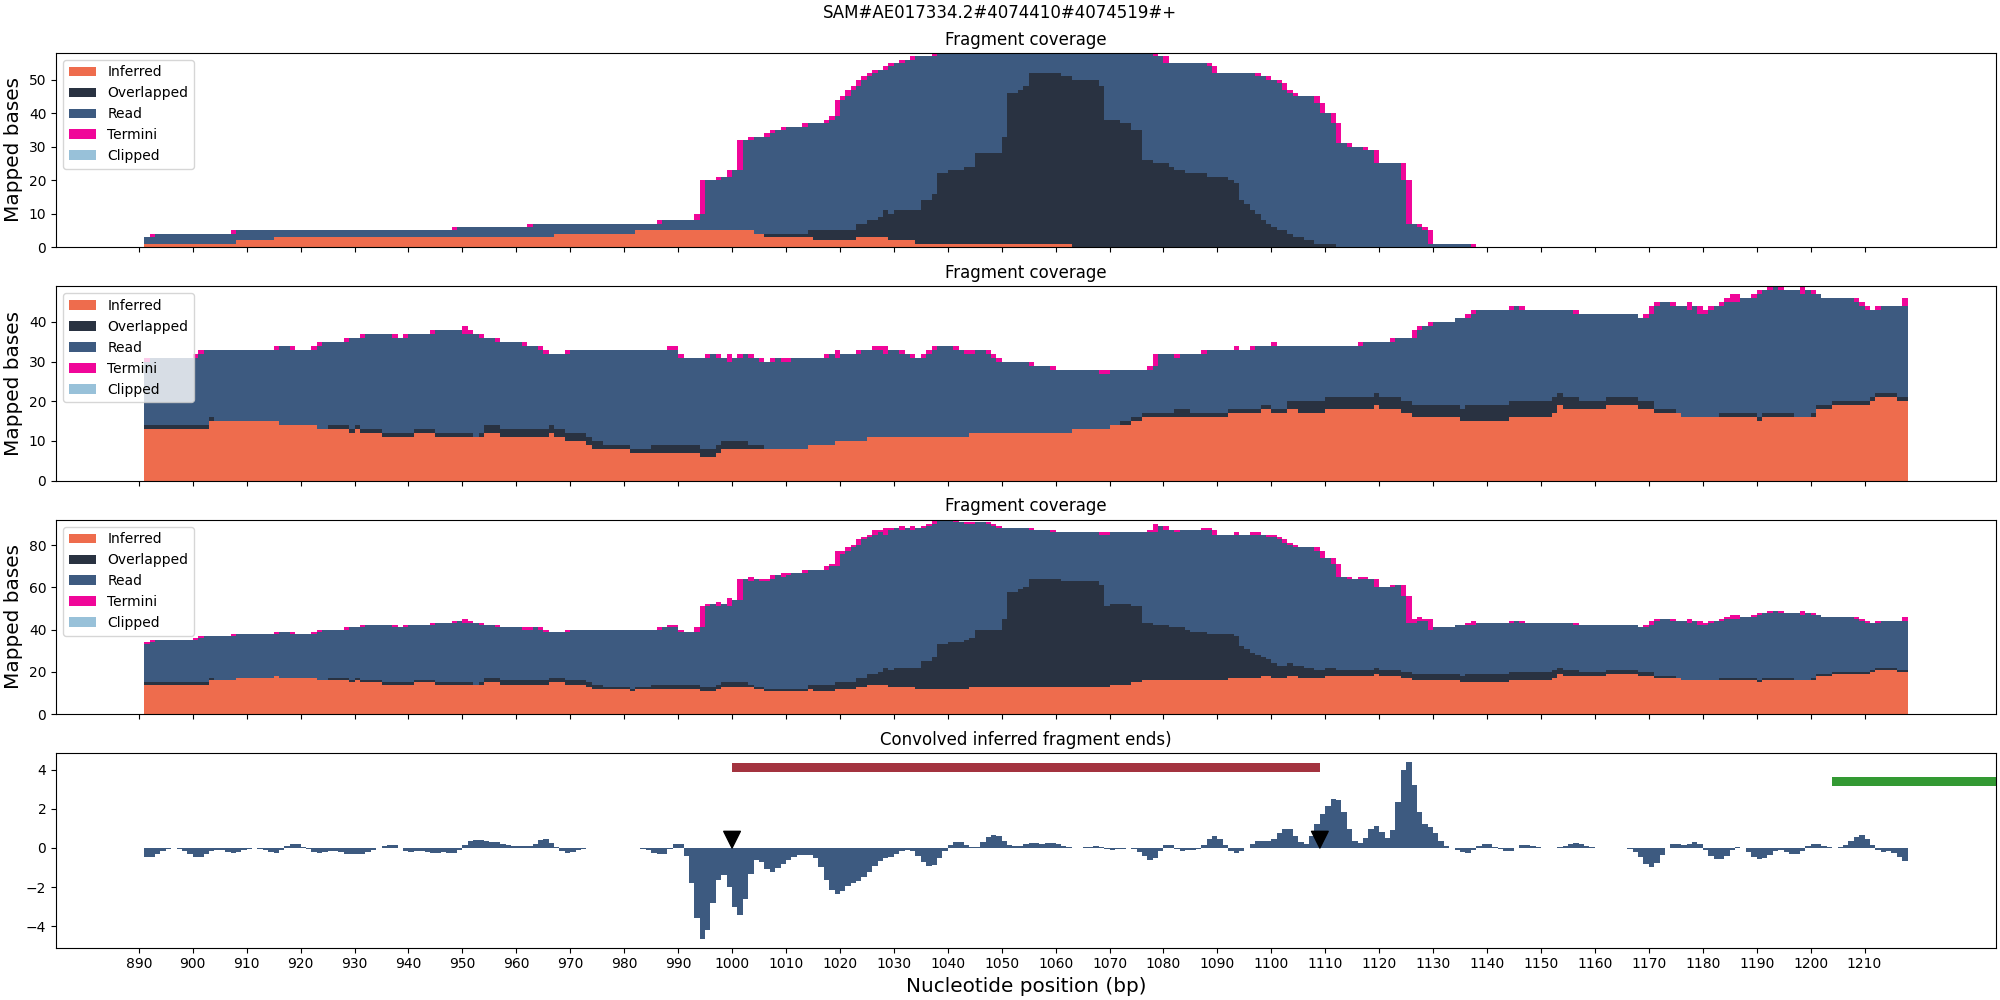 SAM#AE017334.2#4074410#4074519#+
Fragment coverage
Mapped bases
50
40
30
20
10
0
Inferred
Overlapped
Read
Termini
Clipped
Fragment coverage
Mapped bases
40
30
20
10
0
Inferred
Overlapped
Read
Termini
Clipped
Fragment coverage
Mapped bases
80
60
40
20
0
Inferred
Overlapped
Read
Termini
Clipped
Convolved inferred fragment ends)
4
2
0
−2
−4
890 900 910 920 930 940 950 960 970 980 990 1000 1010 1020 1030 1040 1050 1060 1070 1080 1090 1100 1110 1120 1130 1140 1150 1160 1170 1180 1190 1200 1210
Nucleotide position (bp)